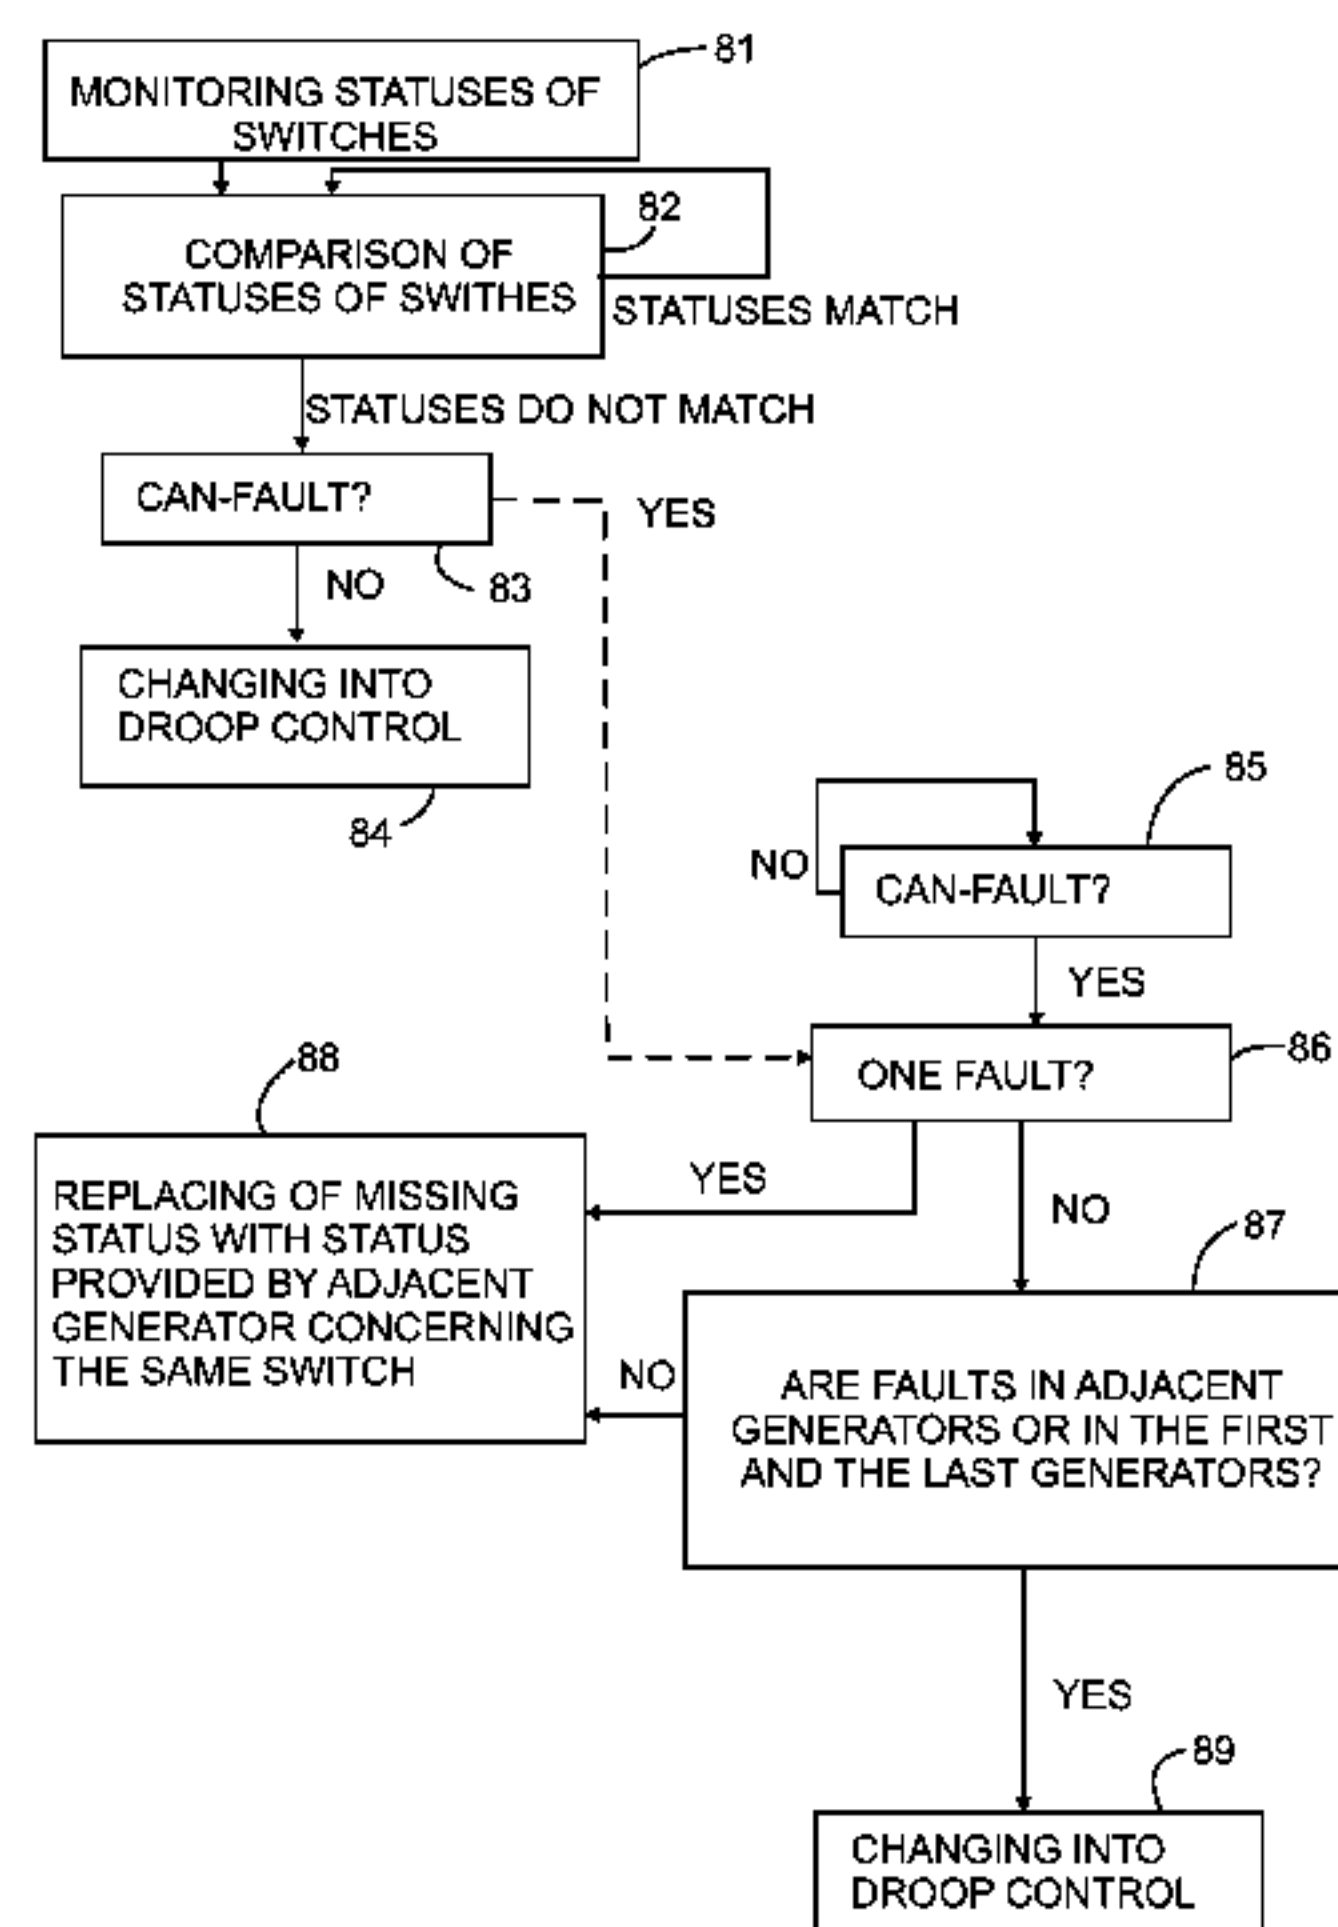 81
MONITORING STATUSES OF
SWITCHES
82
COMPARISON OF
STATUSES OF SWITHES
STATUSES MATCH
STATUSES DO NOT MATCH
CAN-FAULT?
YES
NO
83
CHANGING INTO
DROOP CONTROL
84
85
NO
CAN-FAULT?
YES
86
ONE FAULT?
88
YES
NO
REPLACING OF MISSING
STATUS WITH STATUS
PROVIDED BY ADJACENT
GENERATOR CONCERNING
THE SAME SWITCH
87
NO
ARE FAULTS IN ADJACENT
GENERATORS OR IN THE FIRST
AND THE LAST GENERATORS?
YES
89
CHANGING INTO
DROOP CONTROL